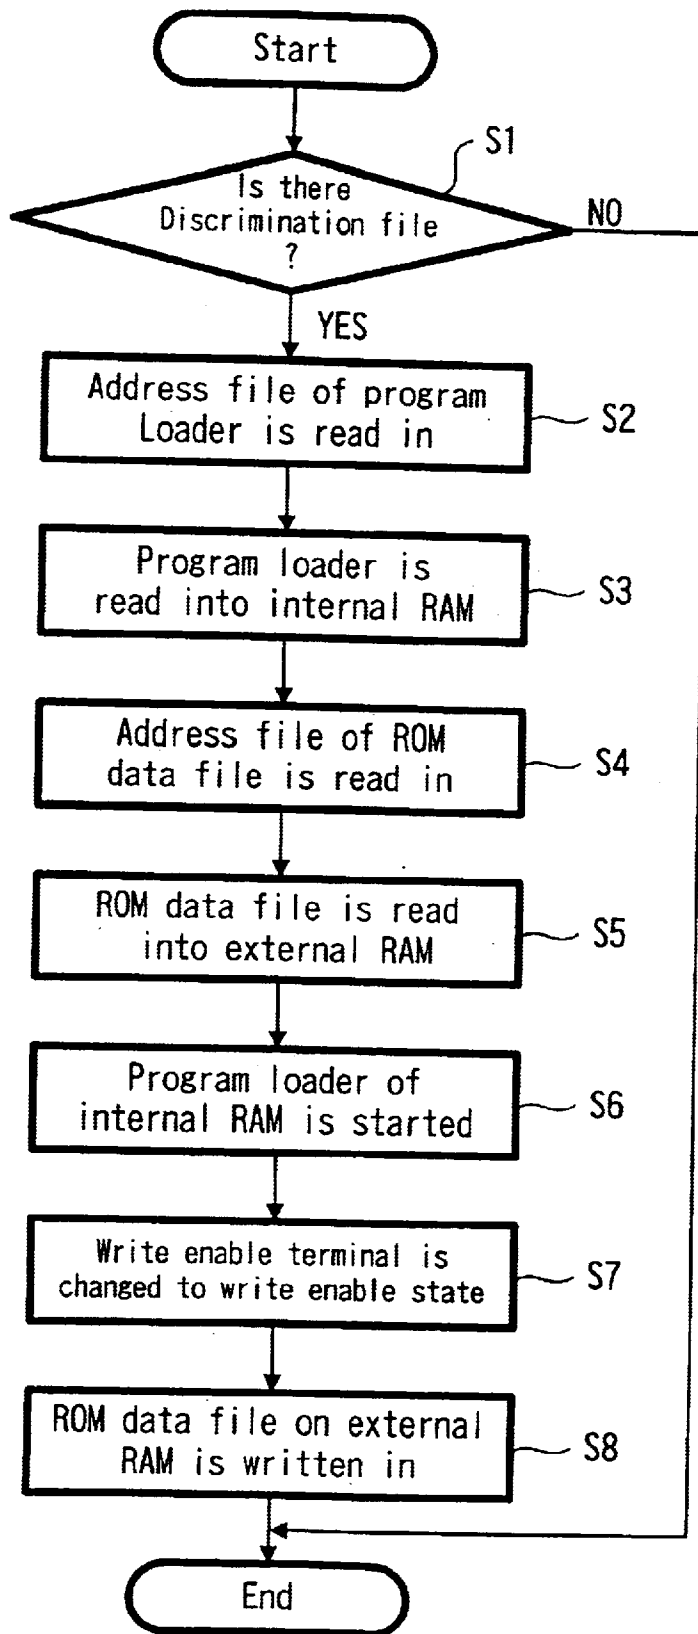 Start
S1
Is there
Discrimination file
?
NO
YES
Address file of program
Loader is read in
S2
Program loader is
read into internal RAM
S3
Address file of ROM
data file is read in
S4
ROM data file is read
into external RAM
S5
Program loader of
internal RAM is started
S6
Write enable terminal is
changed to write enable state
S7
ROM data file on external
RAM is written in
S8
End